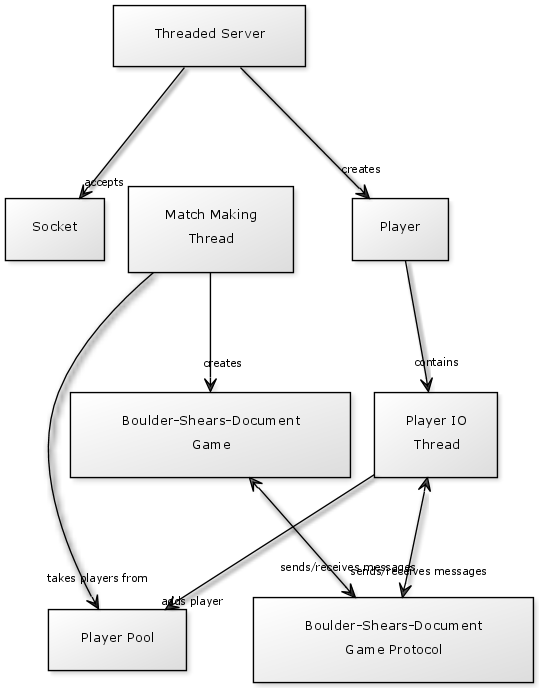 Threaded Server
accepts
creates
Socket
Match Making
Thread
Player
creates
contains
Boulder-Shears-Document
Game
Player IO
Thread
sends/receives messages
sends/receives messages
takes players from
adds player
Player Pool
Boulder-Shears-Document
Game Protocol